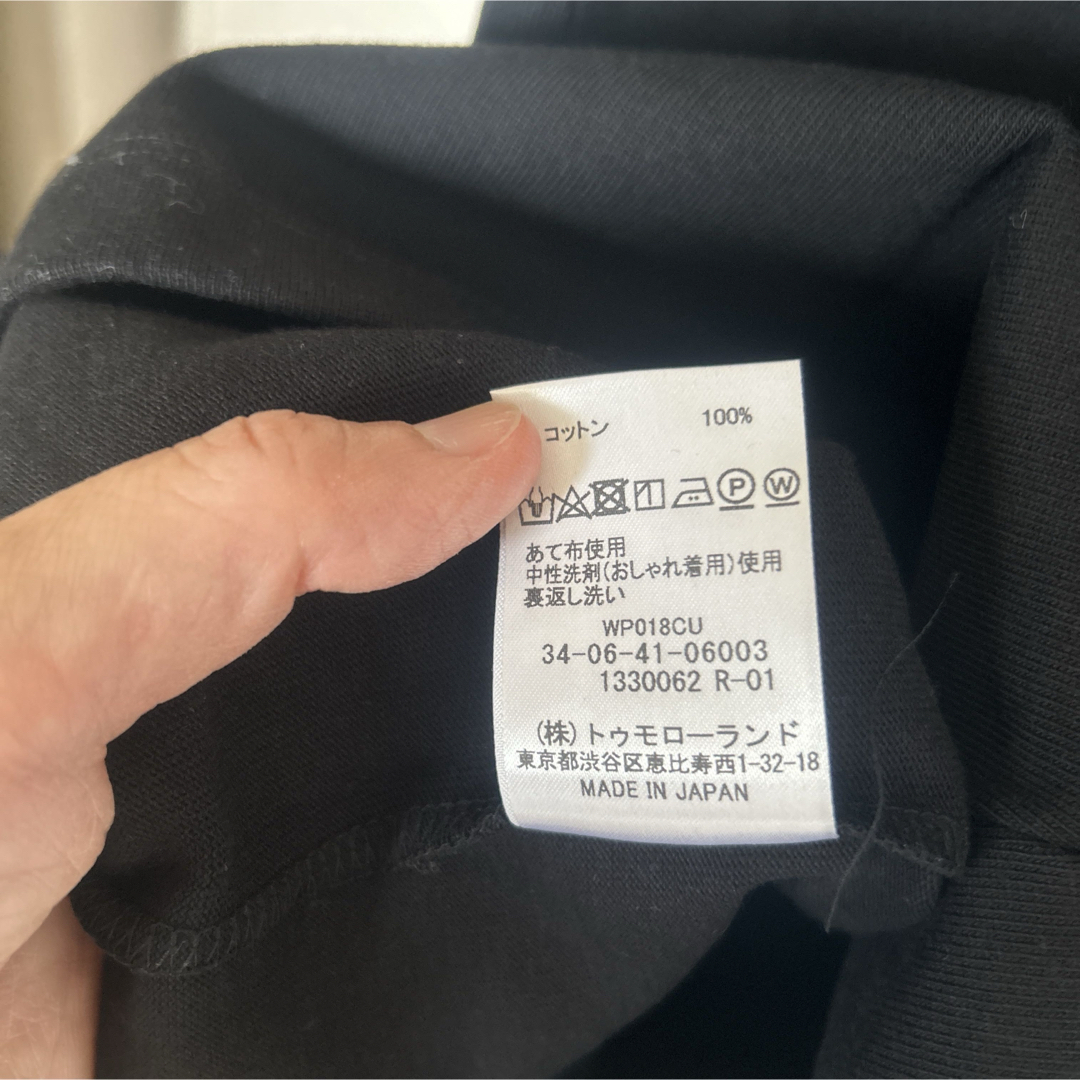 コットン 100%
P W
あて布使用
中性洗剤(おしゃれ着用)使用
裏返し洗い
WP018CU
34-06-41-06003
1330062 R-01
(株)トゥモローランド
東京都渋谷区恵比寿西1-32-18
MADE IN JAPAN